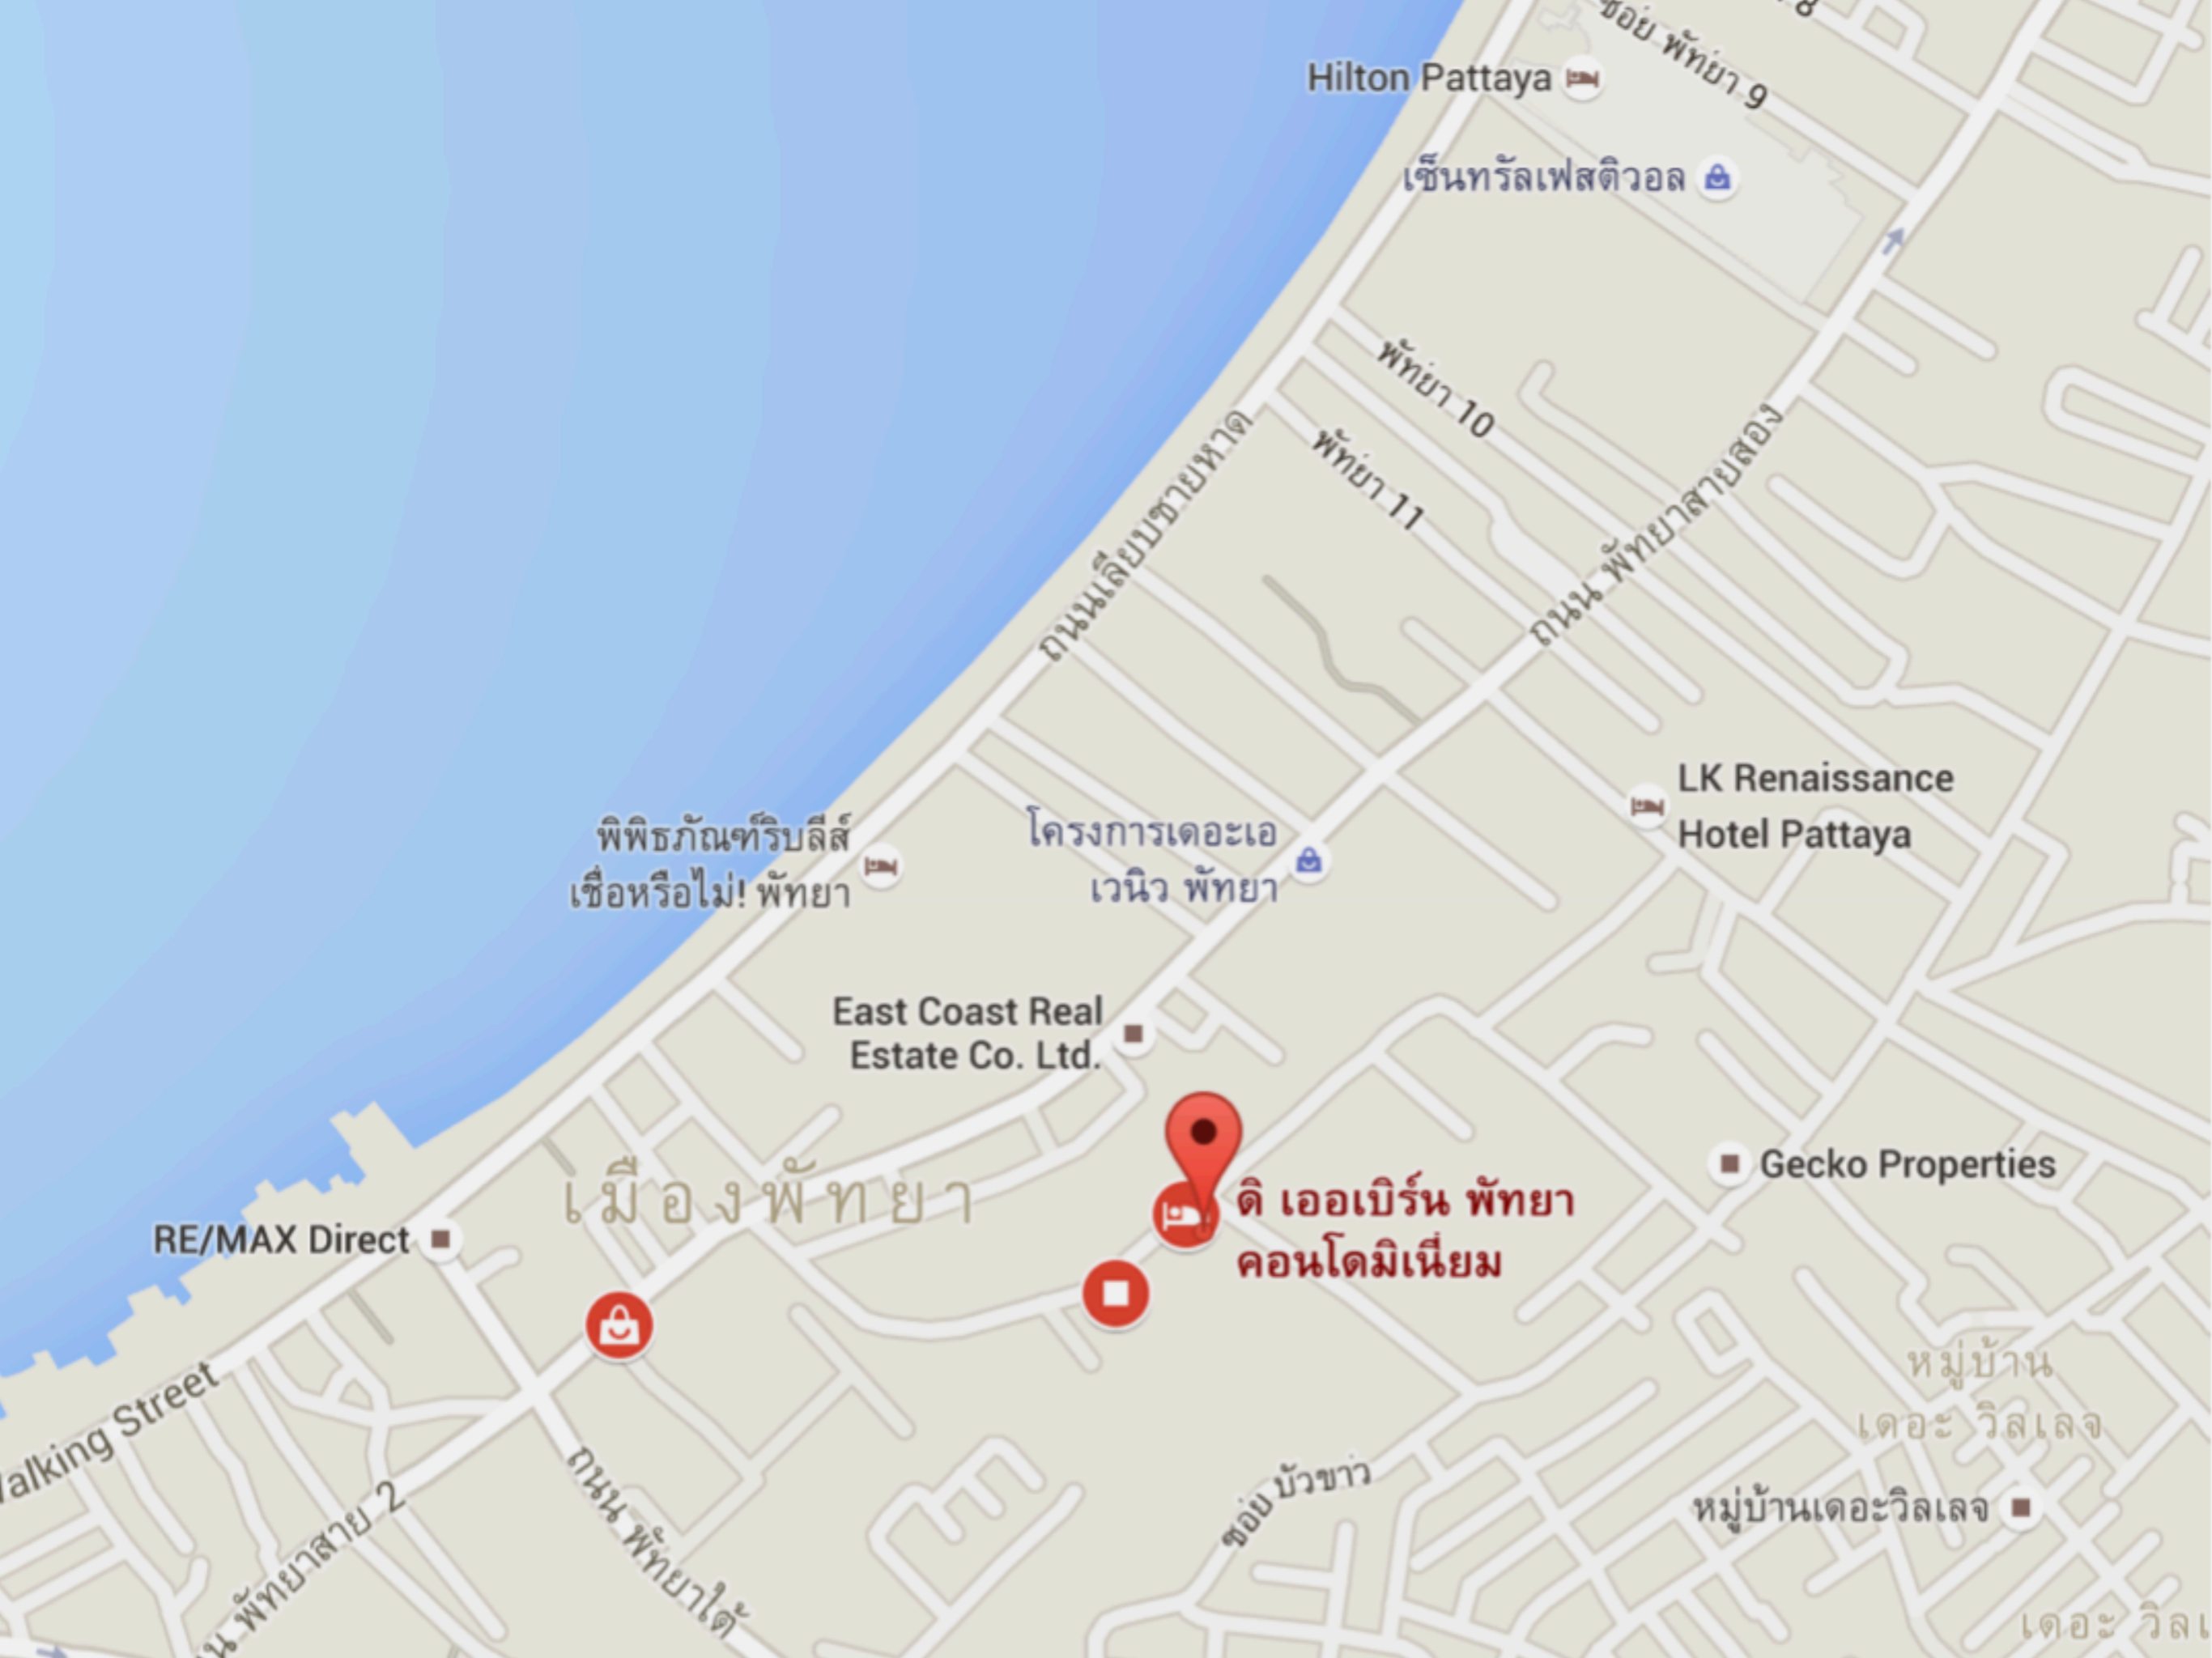 8
ซอย พัทยา 9
Hilton Pattaya
เซ็นทรัลเฟสติวอล
พัทยา 10
พัทยา 11
ถนนเลียบชายหาด
ถนน พัทยาสายสอง
LK Renaissance
Hotel Pattaya
พิพิธภัณฑ์ริบลีส์
เชื่อหรือไม่! พัทยา
โครงการเดอะเอ
เวนิว พัทยา
East Coast Real
Estate Co. Ltd.
Gecko Properties
เมืองพัทยา
RE/MAX Direct
ดิ เออเบิร์น พัทยา
คอนโดมิเนี่ยม
หมู่บ้าน
เดอะ วิลเลจ
Walking Street
ซอย บัวขาว
หมู่บ้านเดอะวิลเลจ
พัทยาสาย 2
ถนน พัทยาใต้
เดอะ